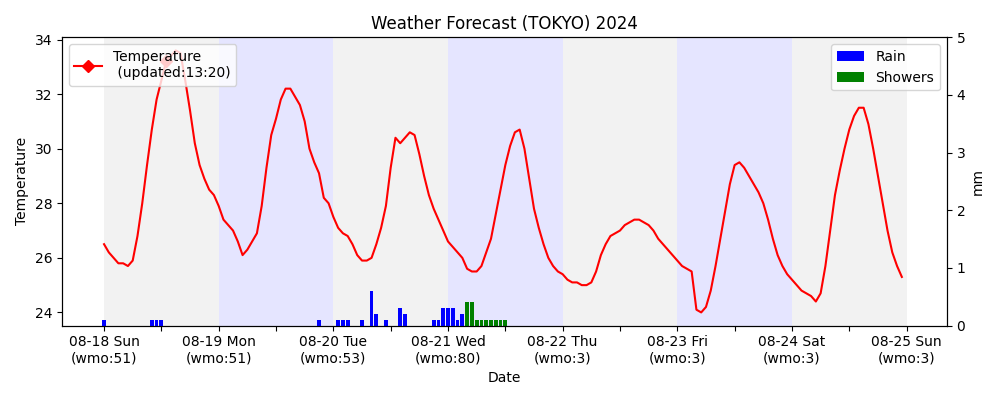 Weather Forecast (TOKYO) 2024
Temperature
(updated:13:20)
Rain
Showers
34
32
30
28
26
24
Temperature
5
4
3
2
1
0
mm
08-18 Sun
(wmo:51)
08-19 Mon
(wmo:51)
08-20 Tue
(wmo:53)
08-21 Wed
(wmo:80)
08-22 Thu
(wmo:3)
08-23 Fri
(wmo:3)
08-24 Sat
(wmo:3)
08-25 Sun
(wmo:3)
Date